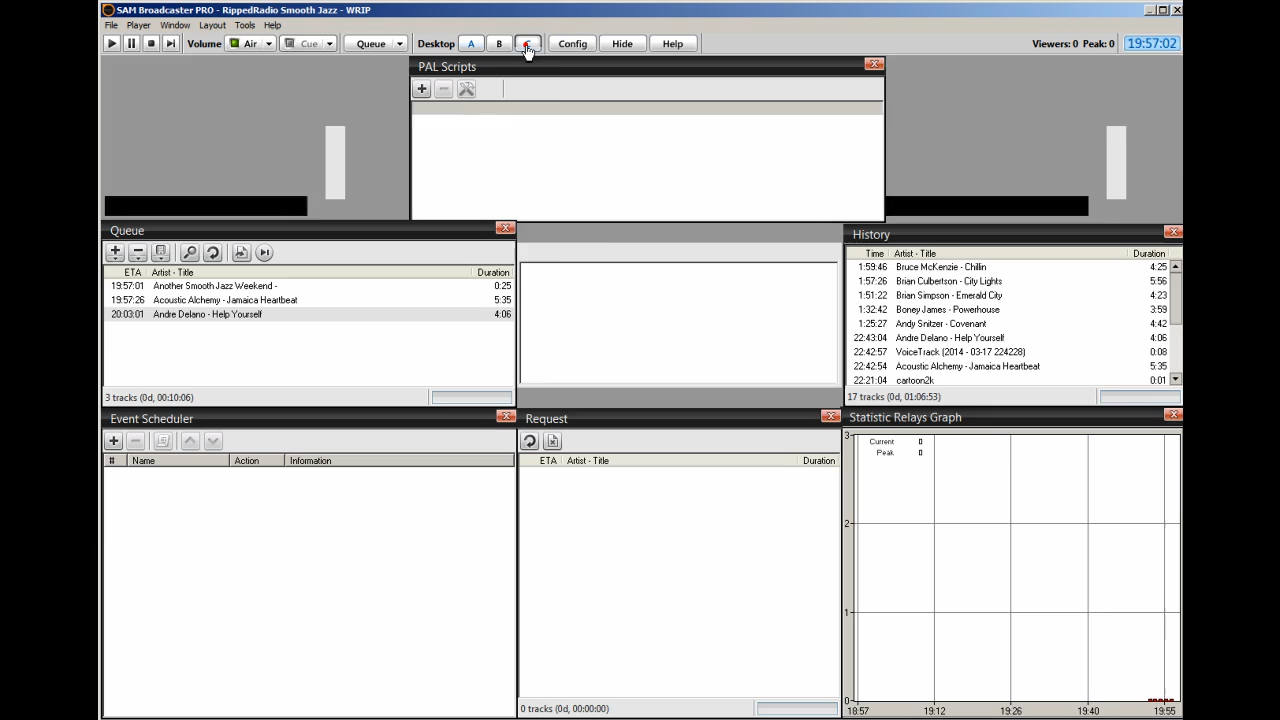 SAM Broadcaster PRO - RippedRadio Smooth Jazz - WRIP
File Player Window Layout Tools Help
Volume Air Cue Queue Desktop A B C Config Hide Help Viewers: 0 Peak: 0 19:57:02
PAL Scripts
Queue
ETA Artist - Title Duration
19:57:01 Another Smooth Jazz Weekend - 0:25
19:57:26 Acoustic Alchemy - Jamaica Heartbeat 5:35
20:03:01 Andre Delano - Help Yourself 4:06
3 tracks (0d, 00:10:06)
History
Time Artist - Title Duration
1:59:46 Bruce McKenzie - Chillin 4:25
1:57:26 Brian Culbertson - City Lights 5:56
1:51:22 Brian Simpson - Emerald City 4:23
1:32:42 Boney James - Powerhouse 3:59
1:25:27 Andy Snitzer - Covenant 4:42
22:43:04 Andre Delano - Help Yourself 4:06
22:42:57 VoiceTrack (2014 - 03-17 224228) 0:08
22:42:54 Acoustic Alchemy - Jamaica Heartbeat 5:35
22:21:04 cartoon2k 0:01
17 tracks (0d, 01:06:53)
Event Scheduler
# Name Action Information
Request
ETA Artist - Title Duration
0 tracks (0d, 00:00:00)
Statistic Relays Graph
3
Current 0
Peak 0
2
1
0
18:57 19:12 19:26 19:40 19:55